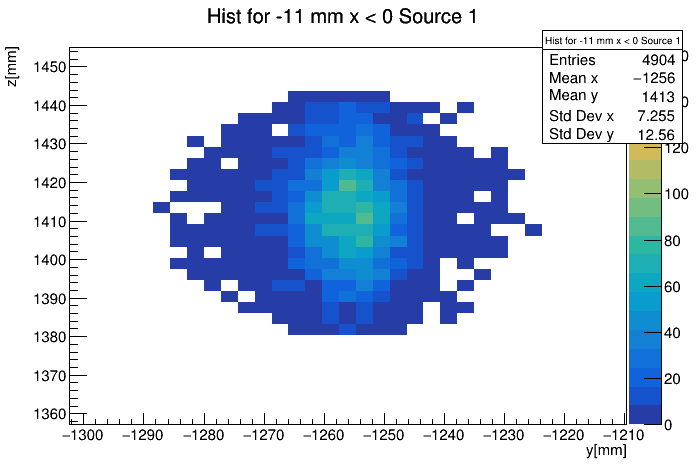 Hist for -11 mm x < 0 Source 1
Hist for -11 mm x < 0 Source 1
Entries 4904
Mean x −1256
Mean y 1413
Std Dev x 7.255
Std Dev y 12.56
z[mm]
1450
1440
1430
1420
1410
1400
1390
1380
1370
1360
−1300 −1290 −1280 −1270 −1260 −1250 −1240 −1230 −1220 −1210
y[mm]
120
100
80
60
40
20
0